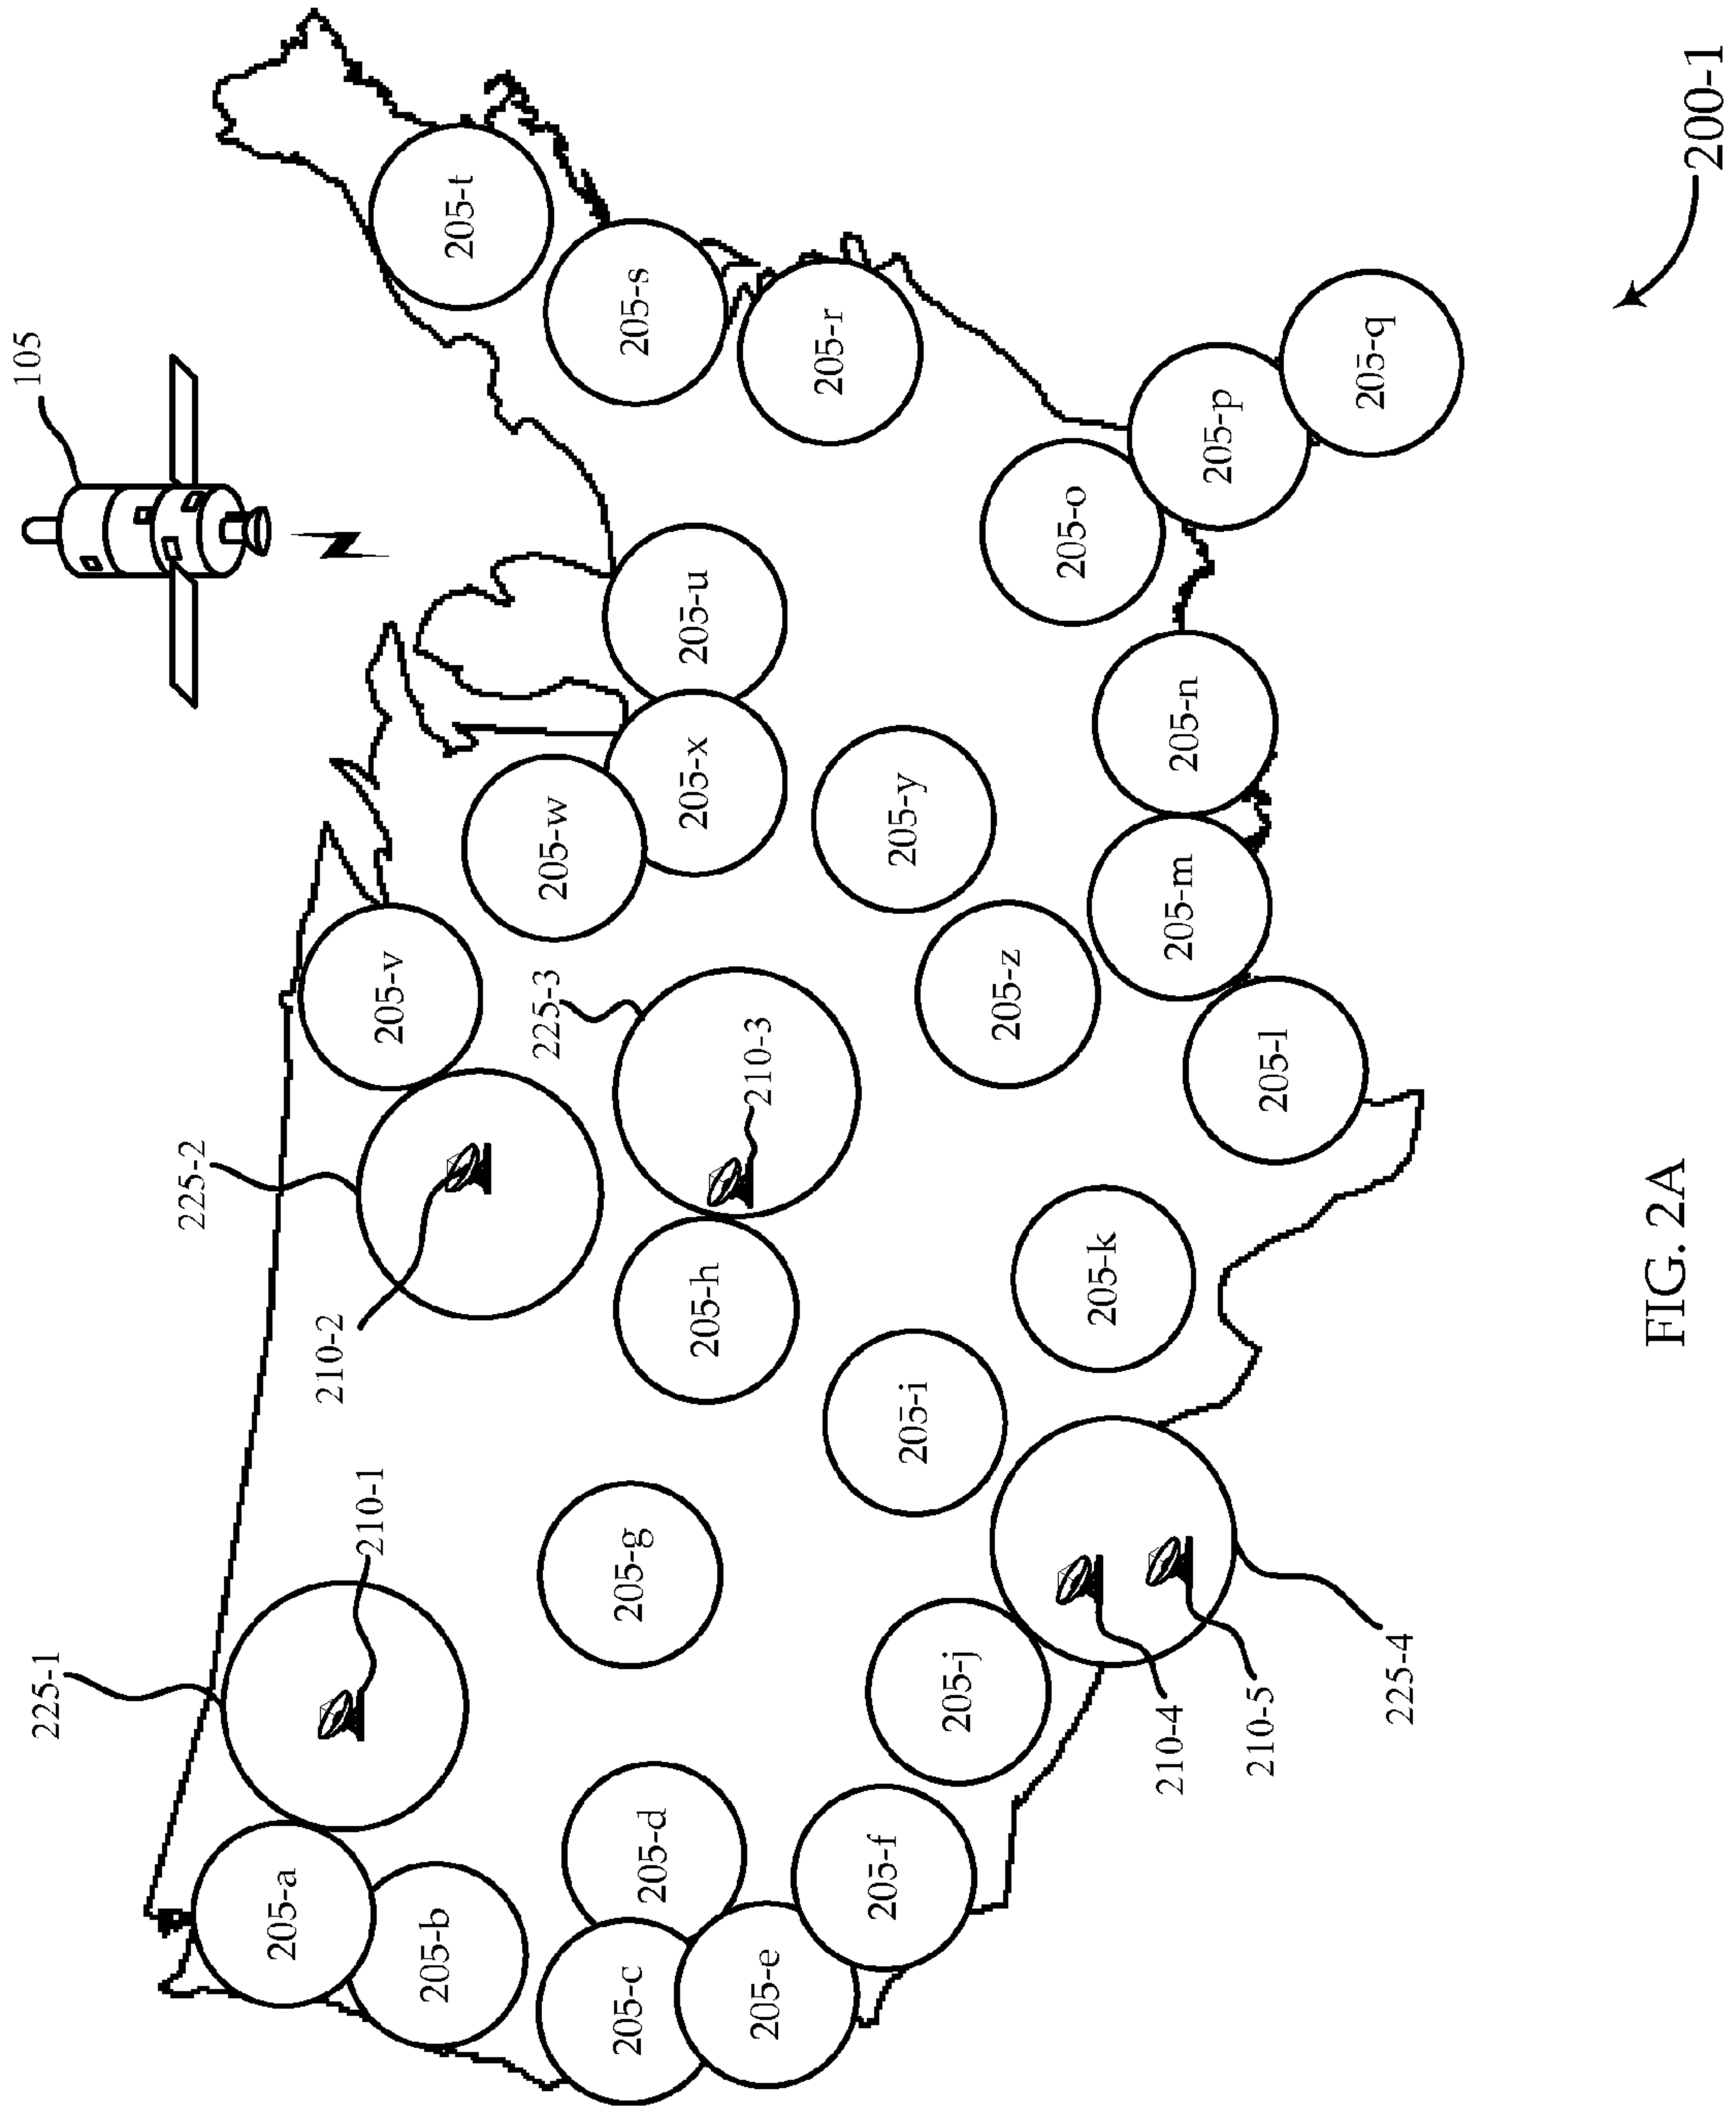 105
225-1
225-2
225-3
210-1
210-2
210-3
205-a
205-b
205-c
205-d
205-e
205-f
205-g
205-h
205-i
205-j
205-k
205-l
205-m
205-n
205-o
205-p
205-q
205-r
205-s
205-t
205-u
205-v
205-w
205-x
205-y
205-z
210-4
210-5
225-4
200-1
FIG. 2A